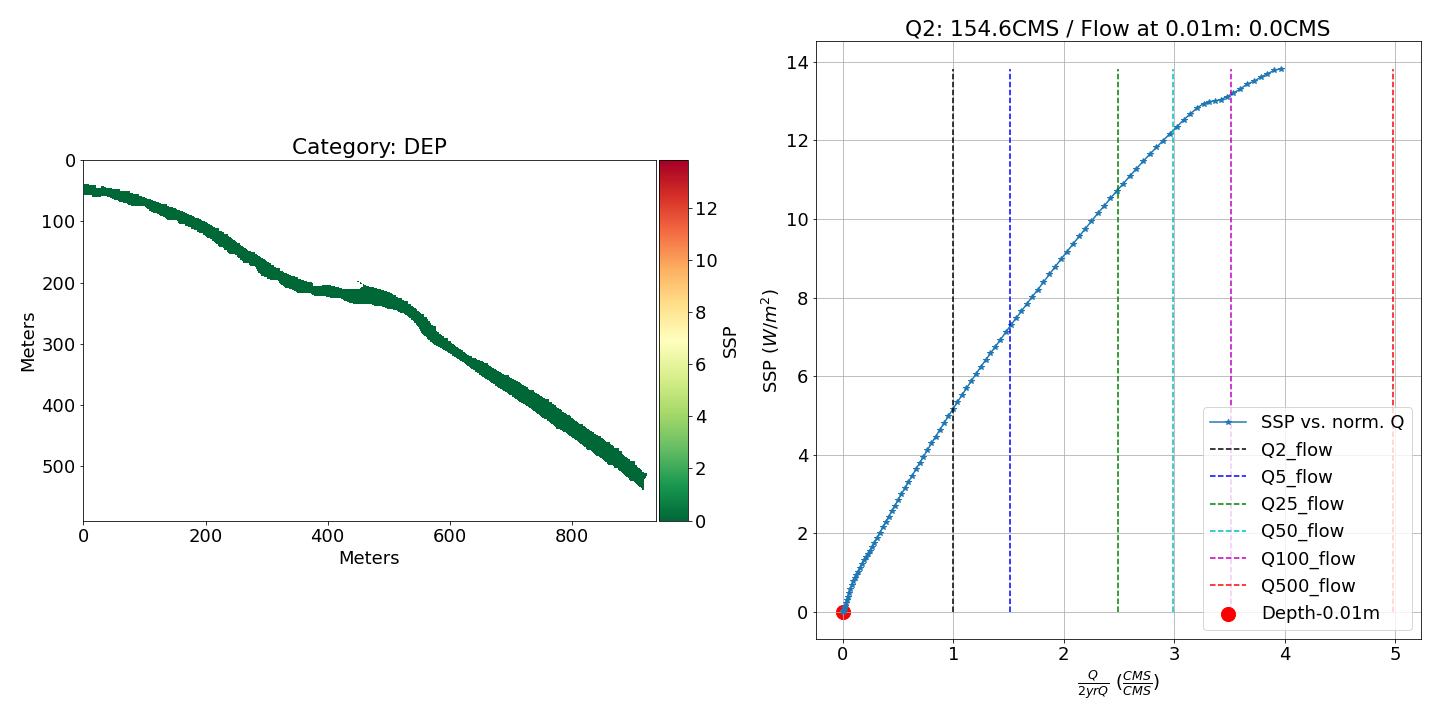 Category: DEP
0
100
200
300
400
500
Meters
0
200
400
600
800
Meters
12
10
8
6
4
2
0
SSP
Q2: 154.6CMS / Flow at 0.01m: 0.0CMS
14
12
10
8
6
4
2
0
SSP (W/m²)
0
1
2
3
4
5
Q/2yrQ (CMS/CMS)
SSP vs. norm. Q
Q2_flow
Q5_flow
Q25_flow
Q50_flow
Q100_flow
Q500_flow
Depth-0.01m